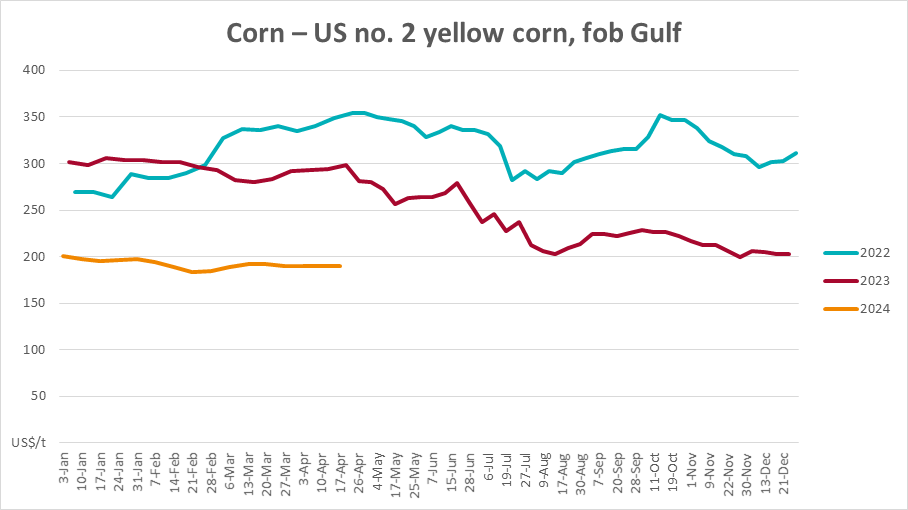 Corn – US no. 2 yellow corn, fob Gulf
400
350
300
250
200
150
100
50
US$/t
2022
2023
2024
3-Jan
10-Jan
17-Jan
24-Jan
31-Jan
7-Feb
14-Feb
21-Feb
28-Feb
6-Mar
13-Mar
20-Mar
27-Mar
3-Apr
10-Apr
17-Apr
26-Apr
4-May
17-May
25-May
7-Jun
15-Jun
28-Jun
6-Jul
19-Jul
27-Jul
9-Aug
17-Aug
30-Aug
7-Sep
20-Sep
28-Sep
11-Oct
19-Oct
1-Nov
9-Nov
22-Nov
30-Nov
13-Dec
21-Dec